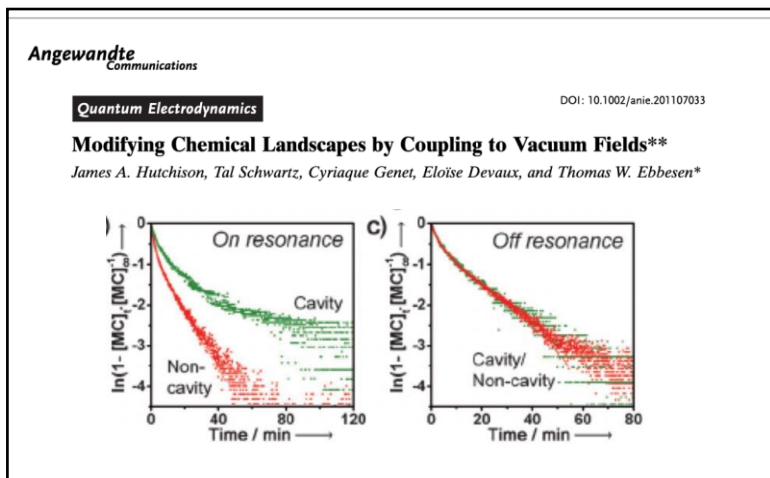 Angewandte
Communications
Quantum Electrodynamics
DOI: 10.1002/anie.201107033
Modifying Chemical Landscapes by Coupling to Vacuum Fields**
James A. Hutchison, Tal Schwartz, Cyriaque Genet, Eloïse Devaux, and Thomas W. Ebbesen*
)
On resonance
ln(1- [MC]ₜ·[MC]∞⁻¹) →
0
-1
-2
-3
-4
Cavity
Non-
cavity
0 40 80 120
Time / min →
c)
Off resonance
ln(1- [MC]ₜ·[MC]∞⁻¹) →
0
-1
-2
-3
-4
Cavity/
Non-cavity
0 20 40 60 80
Time / min →